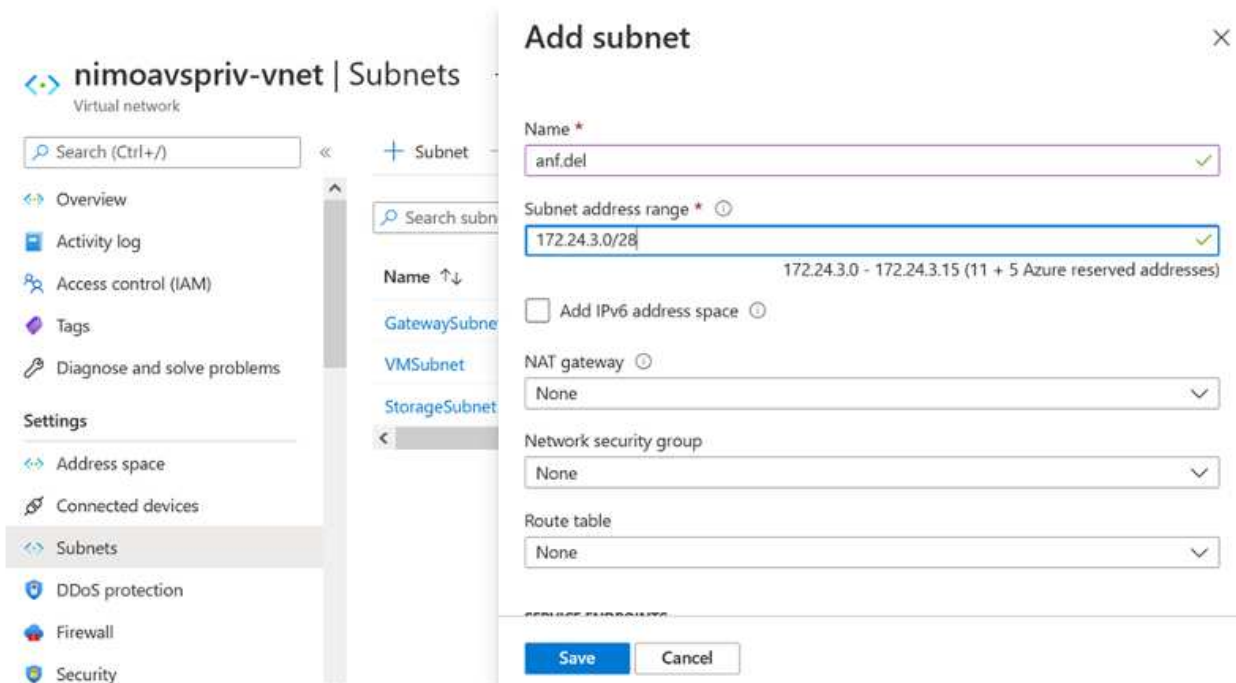 nimoavspriv-vnet | Subnets
Virtual network
Search (Ctrl+/)
«
Overview
Activity log
Access control (IAM)
Tags
Diagnose and solve problems
Settings
Address space
Connected devices
Subnets
DDoS protection
Firewall
Security
+ Subnet
Search subn
Name ↑↓
GatewaySubne
VMSubnet
StorageSubnet
Add subnet
Name *
anf.del
Subnet address range *
172.24.3.0/28
172.24.3.0 - 172.24.3.15 (11 + 5 Azure reserved addresses)
Add IPv6 address space
NAT gateway
None
Network security group
None
Route table
None
SERVICE ENDPOINTS
Save
Cancel